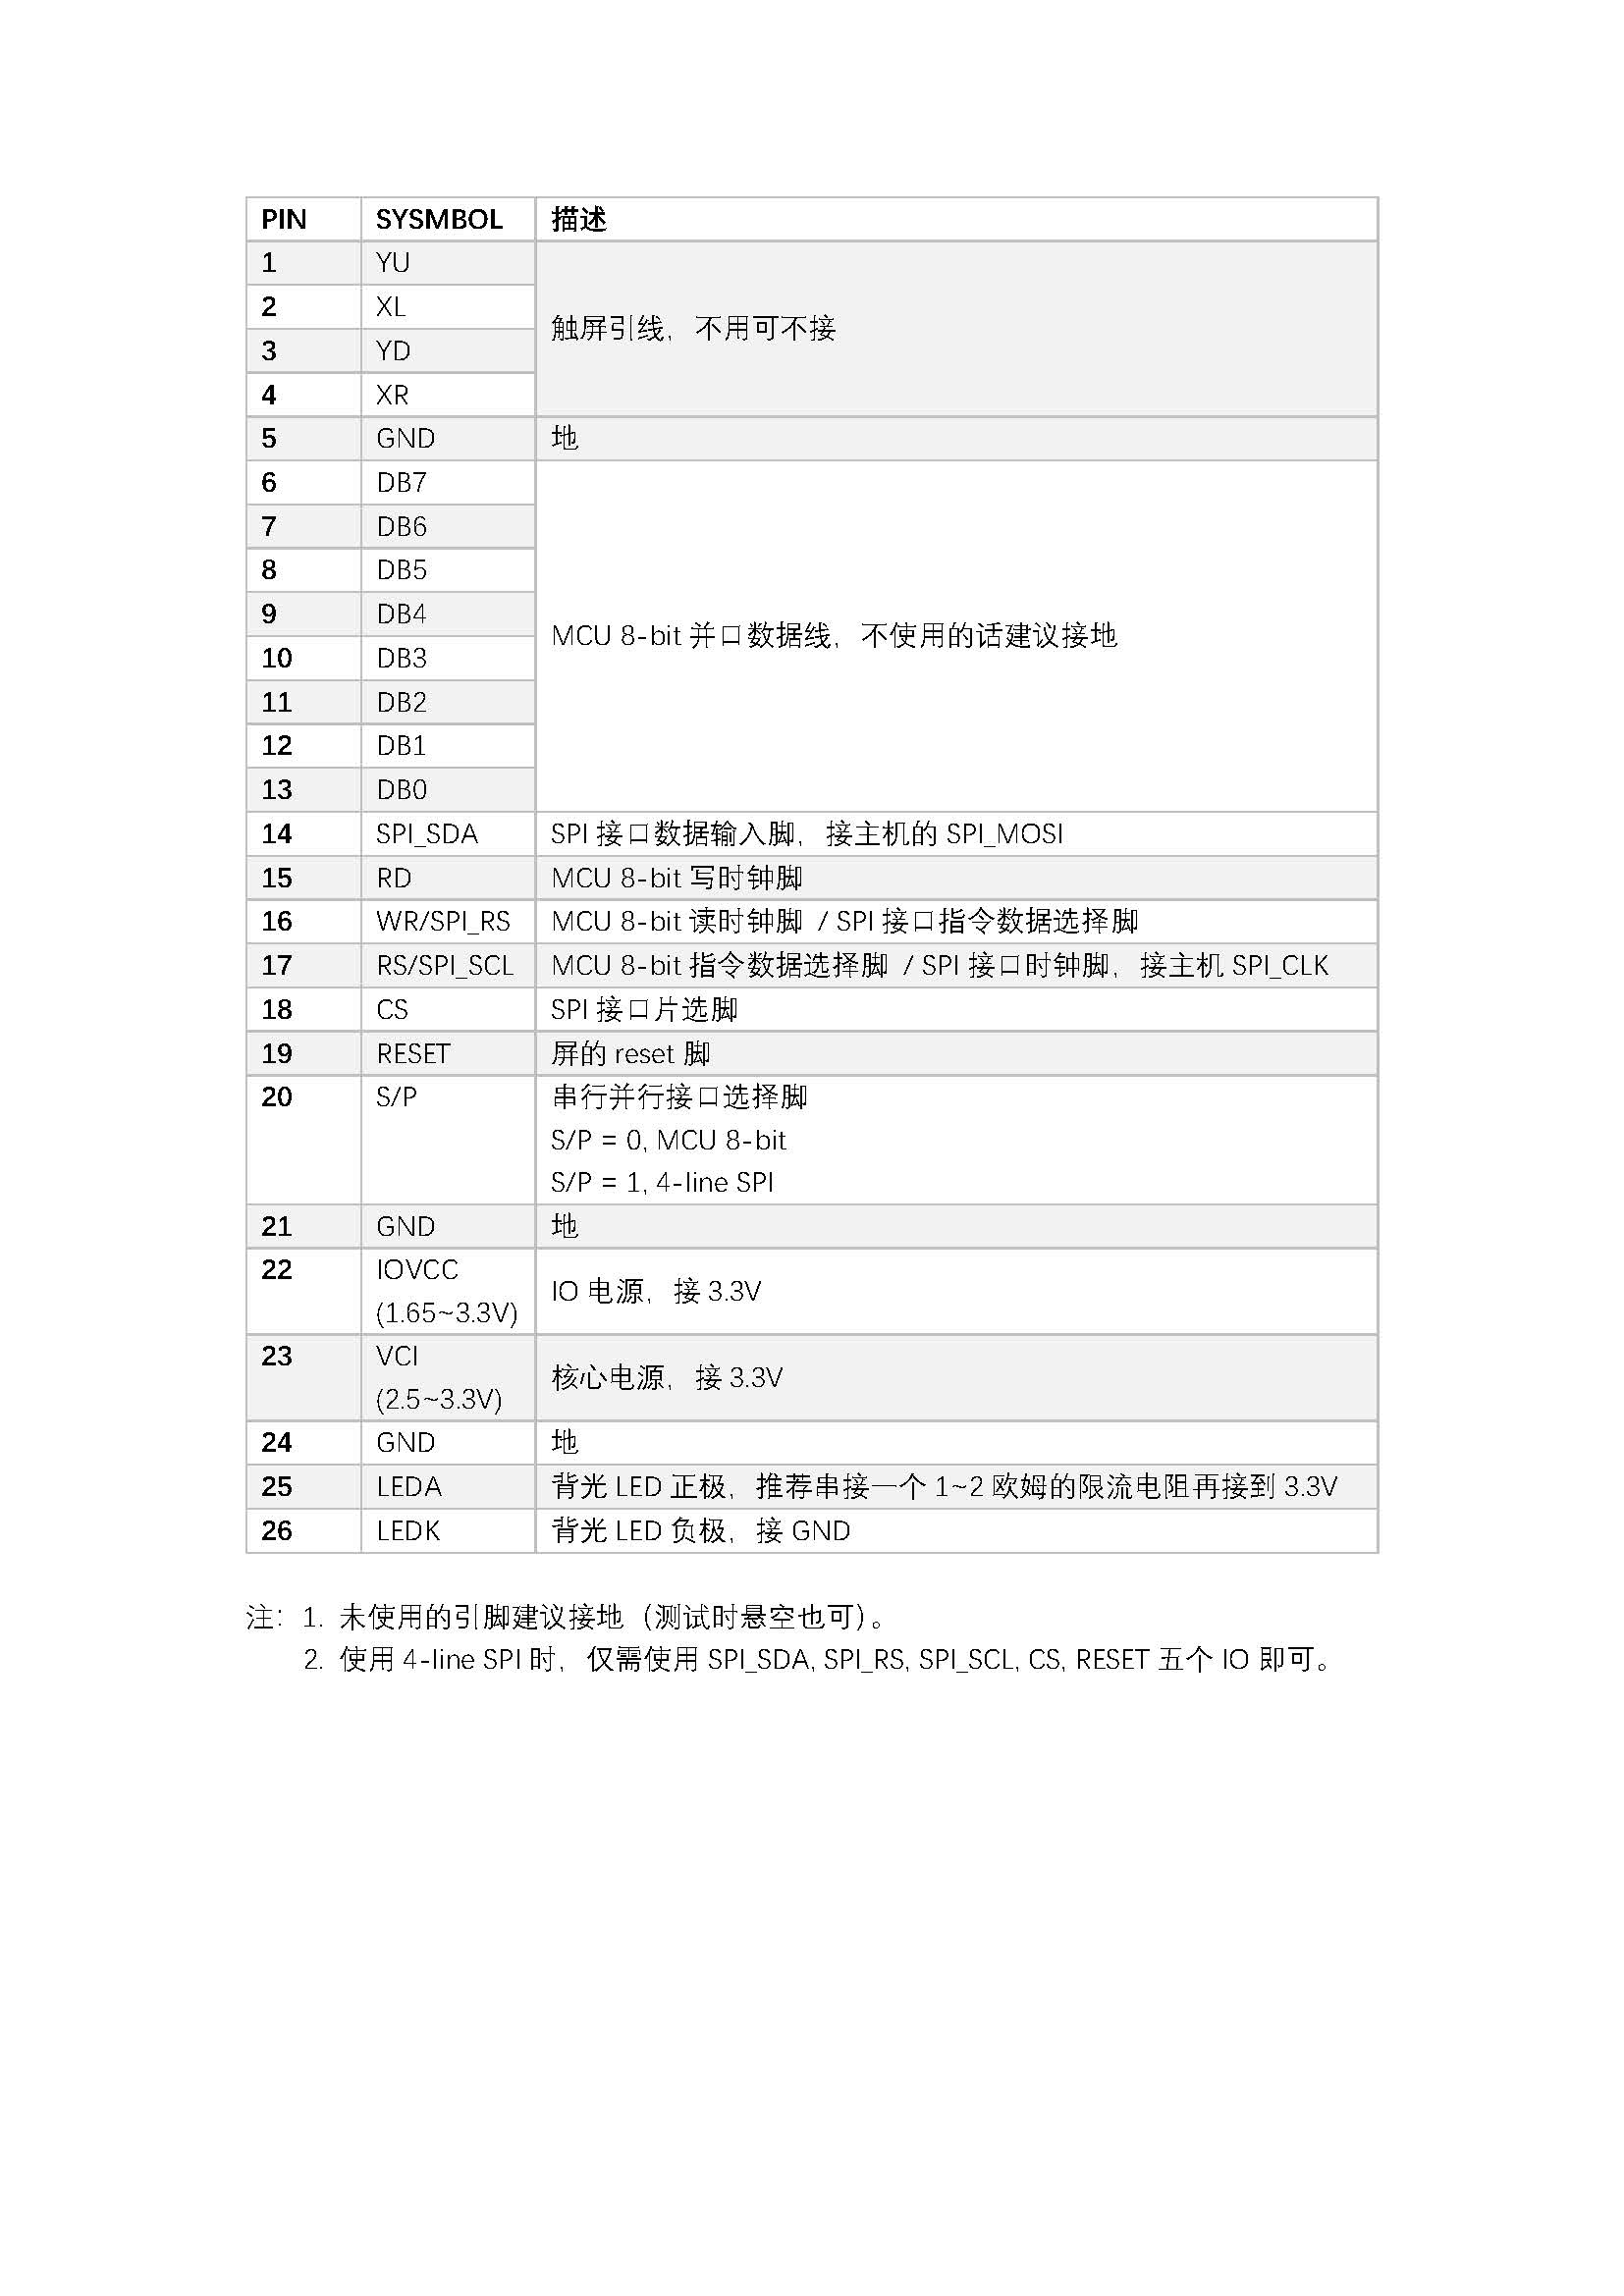 PIN SYSMBOL 描述
1 YU
2 XL
触屏引线，不用可不接
3 YD
4 XR
5 GND 地
6 DB7
7 DB6
8 DB5
9 DB4
MCU 8-bit 并口数据线，不使用的话建议接地
10 DB3
11 DB2
12 DB1
13 DB0
14 SPI_SDA SPI 接口数据输入脚，接主机的 SPI_MOSI
15 RD MCU 8-bit 写时钟脚
16 WR/SPI_RS MCU 8-bit 读时钟脚 / SPI 接口指令数据选择脚
17 RS/SPI_SCL MCU 8-bit 指令数据选择脚 / SPI 接口时钟脚，接主机 SPI_CLK
18 CS SPI 接口片选脚
19 RESET 屏的 reset 脚
20 S/P 串行并行接口选择脚
S/P = 0, MCU 8-bit
S/P = 1, 4-line SPI
21 GND 地
22 IOVCC
(1.65~3.3V)
IO 电源，接 3.3V
23 VCI
(2.5~3.3V)
核心电源，接 3.3V
24 GND 地
25 LEDA 背光 LED 正极，推荐串接一个 1~2 欧姆的限流电阻再接到 3.3V
26 LEDK 背光 LED 负极，接 GND
注：1. 未使用的引脚建议接地（测试时悬空也可）。
2. 使用 4-line SPI 时，仅需使用 SPI_SDA, SPI_RS, SPI_SCL, CS, RESET 五个 IO 即可。